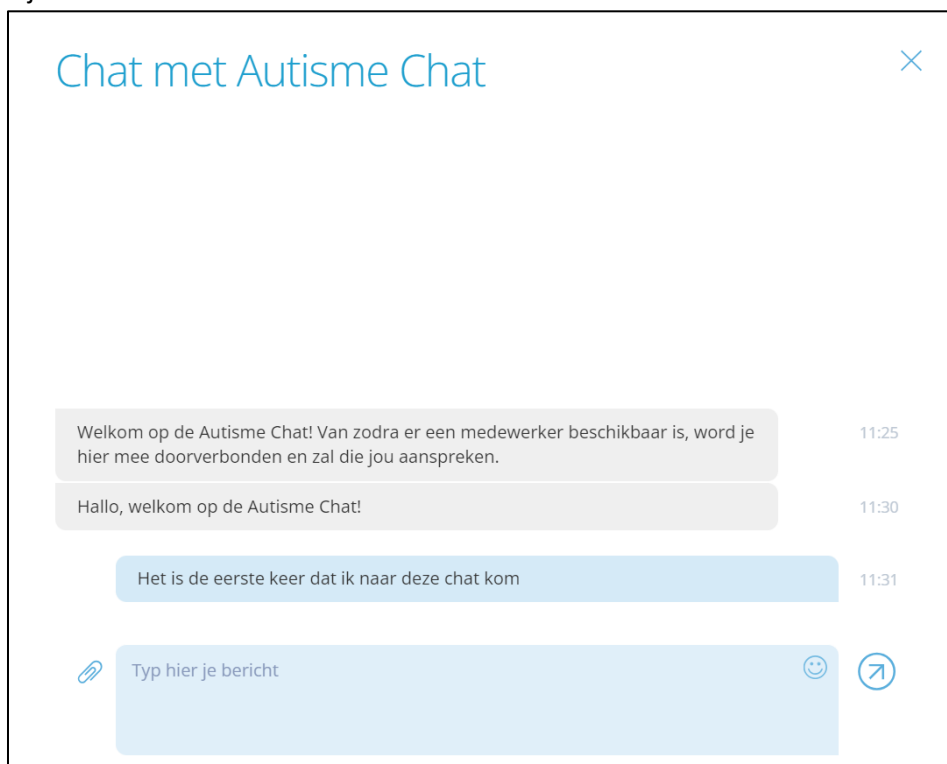 Chat met Autisme Chat
Welkom op de Autisme Chat! Van zodra er een medewerker beschikbaar is, word je
hier mee doorverbonden en zal die jou aanspreken.
11:25
Hallo, welkom op de Autisme Chat!
11:30
Het is de eerste keer dat ik naar deze chat kom
11:31
Typ hier je bericht